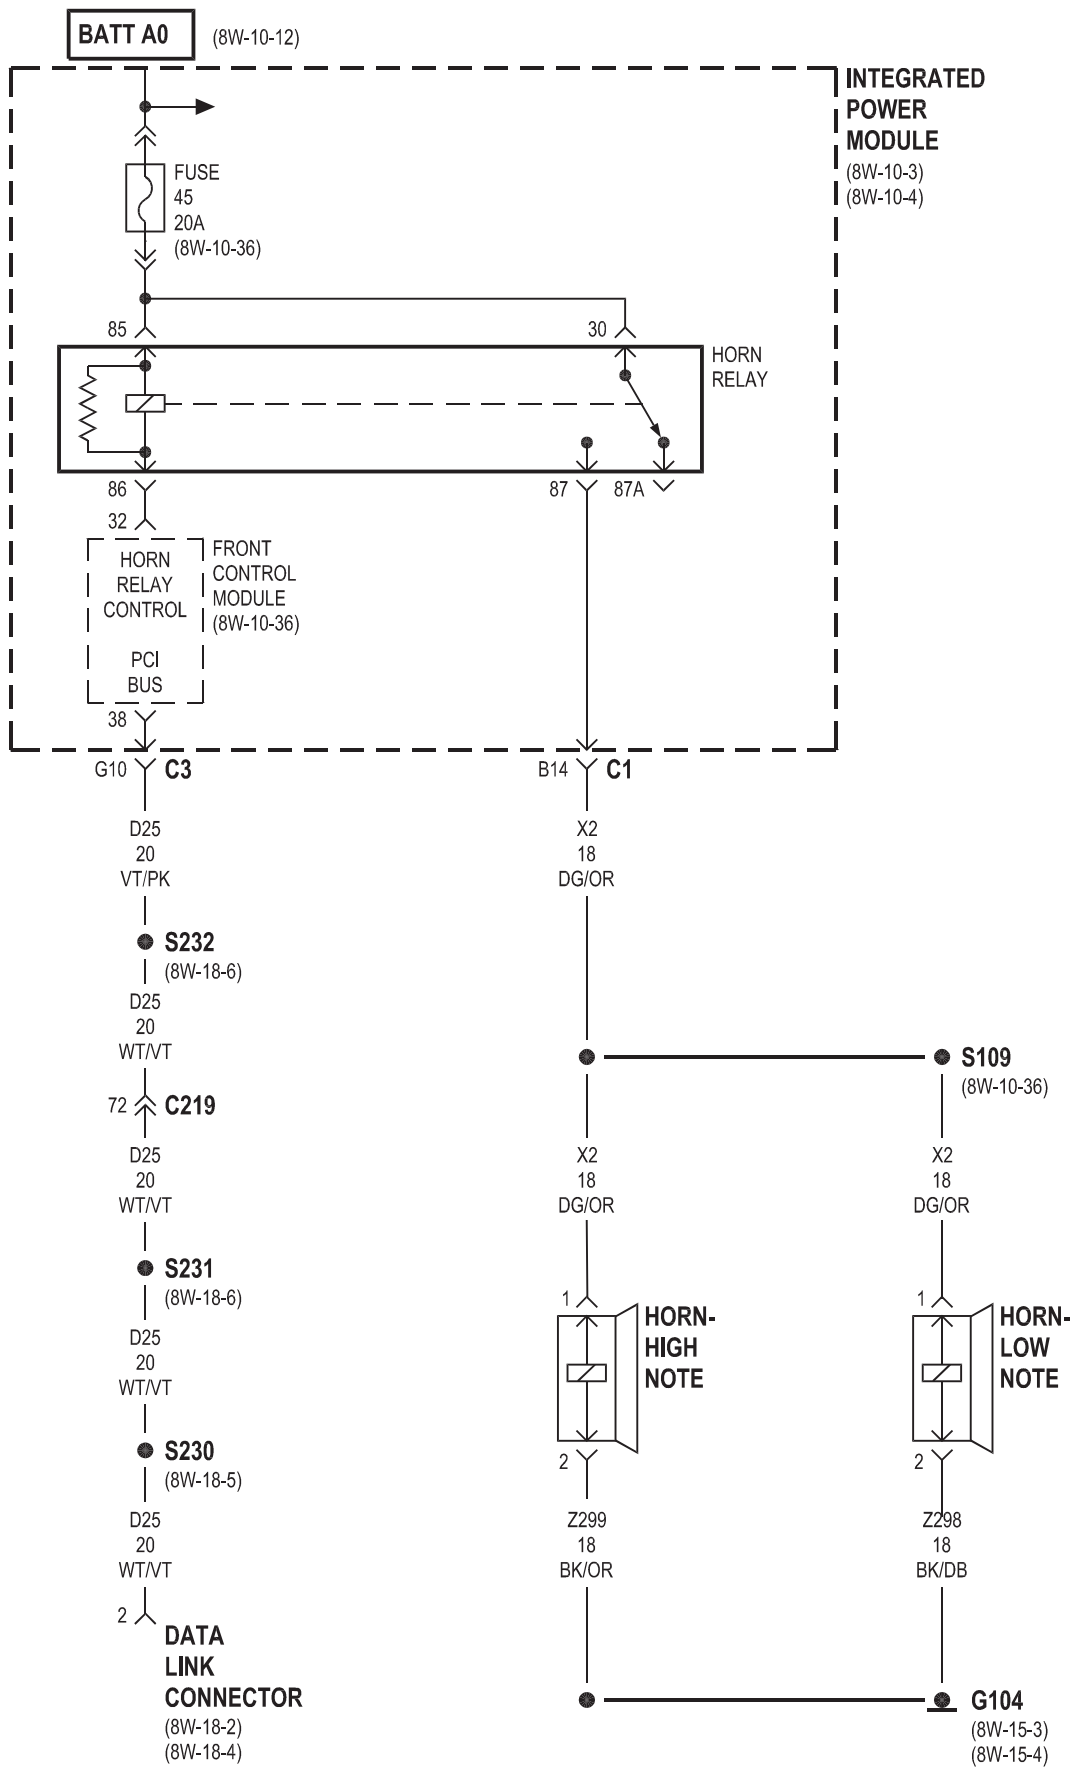 BATT A0
(8W-10-12)
INTEGRATED
POWER
MODULE
(8W-10-3)
(8W-10-4)
FUSE
45
20A
(8W-10-36)
85
30
HORN
RELAY
86
87
87A
32
HORN
RELAY
CONTROL
PCI
BUS
FRONT
CONTROL
MODULE
(8W-10-36)
38
G10
C3
B14
C1
D25
20
VT/PK
X2
18
DG/OR
S232
(8W-18-6)
D25
20
WT/VT
S109
(8W-10-36)
72
C219
D25
20
WT/VT
X2
18
DG/OR
X2
18
DG/OR
S231
(8W-18-6)
1
HORN-
HIGH
NOTE
2
1
HORN-
LOW
NOTE
2
D25
20
WT/VT
S230
(8W-18-5)
D25
20
WT/VT
Z299
18
BK/OR
Z298
18
BK/DB
2
DATA
LINK
CONNECTOR
(8W-18-2)
(8W-18-4)
G104
(8W-15-3)
(8W-15-4)